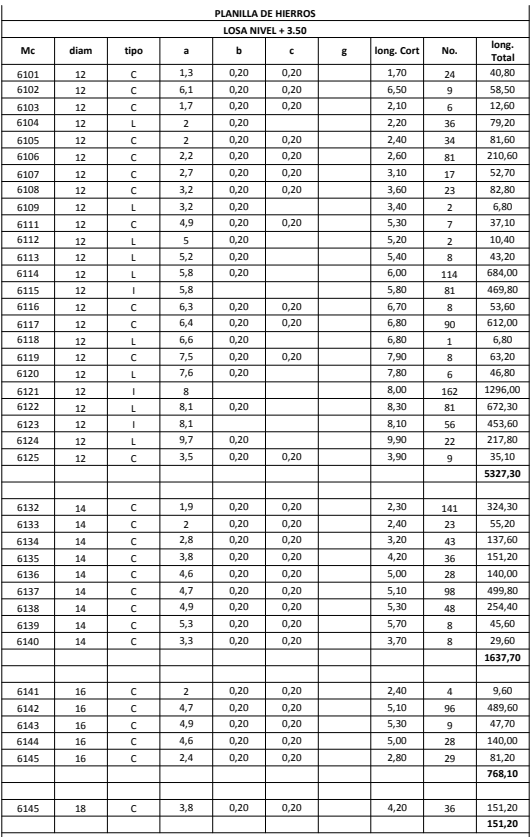 PLANILLA DE HIERROS
LOSA NIVEL + 3.50
Mc diam tipo a b c g long. Cort No. long. Total
6101 12 C 1,3 0,20 0,20 1,70 24 40,80
6102 12 C 6,1 0,20 0,20 6,50 9 58,50
6103 12 C 1,7 0,20 0,20 2,10 6 12,60
6104 12 L 2 0,20 2,20 36 79,20
6105 12 C 2 0,20 0,20 2,40 34 81,60
6106 12 C 2,2 0,20 0,20 2,60 81 210,60
6107 12 C 2,7 0,20 0,20 3,10 17 52,70
6108 12 C 3,2 0,20 0,20 3,60 23 82,80
6109 12 L 3,2 0,20 3,40 2 6,80
6111 12 C 4,9 0,20 0,20 5,30 7 37,10
6112 12 L 5 0,20 5,20 2 10,40
6113 12 L 5,2 0,20 5,40 8 43,20
6114 12 L 5,8 0,20 6,00 114 684,00
6115 12 I 5,8 5,80 81 469,80
6116 12 C 6,3 0,20 0,20 6,70 8 53,60
6117 12 C 6,4 0,20 0,20 6,80 90 612,00
6118 12 L 6,6 0,20 6,80 1 6,80
6119 12 C 7,5 0,20 0,20 7,90 8 63,20
6120 12 L 7,6 0,20 7,80 6 46,80
6121 12 I 8 8,00 162 1296,00
6122 12 L 8,1 0,20 8,30 81 672,30
6123 12 I 8,1 8,10 56 453,60
6124 12 L 9,7 0,20 9,90 22 217,80
6125 12 C 3,5 0,20 0,20 3,90 9 35,10
5327,30
6132 14 C 1,9 0,20 0,20 2,30 141 324,30
6133 14 C 2 0,20 0,20 2,40 23 55,20
6134 14 C 2,8 0,20 0,20 3,20 43 137,60
6135 14 C 3,8 0,20 0,20 4,20 36 151,20
6136 14 C 4,6 0,20 0,20 5,00 28 140,00
6137 14 C 4,7 0,20 0,20 5,10 98 499,80
6138 14 C 4,9 0,20 0,20 5,30 48 254,40
6139 14 C 5,3 0,20 0,20 5,70 8 45,60
6140 14 C 3,3 0,20 0,20 3,70 8 29,60
1637,70
6141 16 C 2 0,20 0,20 2,40 4 9,60
6142 16 C 4,7 0,20 0,20 5,10 96 489,60
6143 16 C 4,9 0,20 0,20 5,30 9 47,70
6144 16 C 4,6 0,20 0,20 5,00 28 140,00
6145 16 C 2,4 0,20 0,20 2,80 29 81,20
768,10
6145 18 C 3,8 0,20 0,20 4,20 36 151,20
151,20